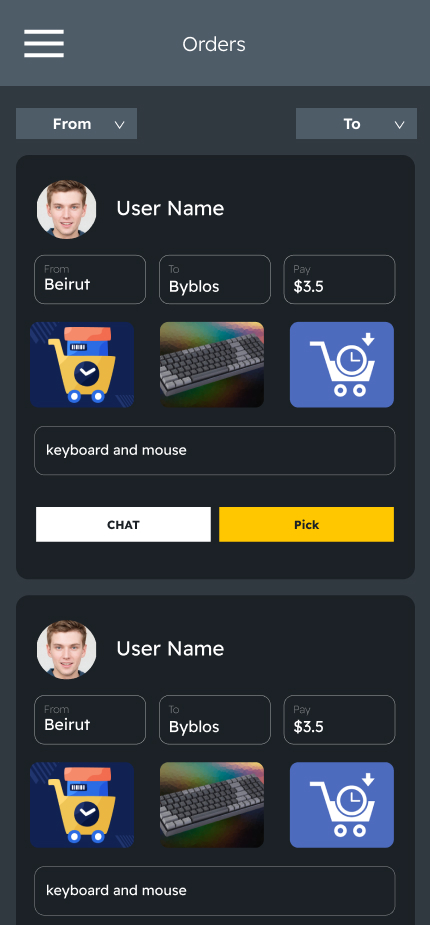 Orders
From
To
User Name
From
Beirut
To
Byblos
Pay
$3.5
keyboard and mouse
CHAT
Pick
User Name
From
Beirut
To
Byblos
Pay
$3.5
keyboard and mouse